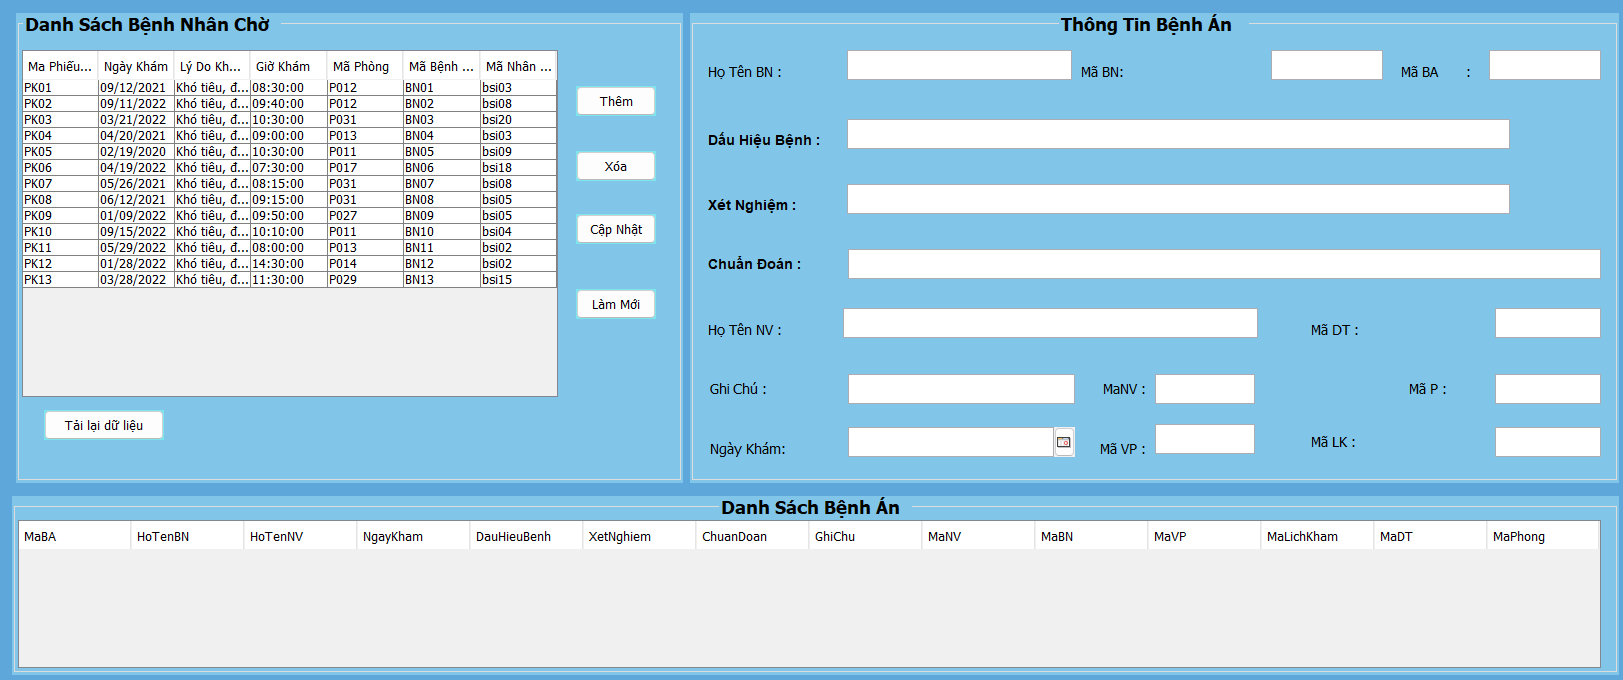 Danh Sách Bệnh Nhân Chờ
Ma Phiếu... Ngày Khám Lý Do Kh... Giờ Khám Mã Phòng Mã Bệnh ... Mã Nhân ...
PK01 09/12/2021 Khó tiêu, đ... 08:30:00 P012 BN01 bsi03
PK02 09/11/2022 Khó tiêu, đ... 09:40:00 P012 BN02 bsi08
PK03 03/21/2022 Khó tiêu, đ... 10:30:00 P031 BN03 bsi20
PK04 04/20/2021 Khó tiêu, đ... 09:00:00 P013 BN04 bsi03
PK05 02/19/2020 Khó tiêu, đ... 10:30:00 P011 BN05 bsi09
PK06 04/19/2022 Khó tiêu, đ... 07:30:00 P017 BN06 bsi18
PK07 05/26/2021 Khó tiêu, đ... 08:15:00 P031 BN07 bsi08
PK08 06/12/2021 Khó tiêu, đ... 09:15:00 P031 BN08 bsi05
PK09 01/09/2022 Khó tiêu, đ... 09:50:00 P027 BN09 bsi05
PK10 09/15/2022 Khó tiêu, đ... 10:10:00 P011 BN10 bsi04
PK11 05/29/2022 Khó tiêu, đ... 08:00:00 P013 BN11 bsi02
PK12 01/28/2022 Khó tiêu, đ... 14:30:00 P014 BN12 bsi02
PK13 03/28/2022 Khó tiêu, đ... 11:30:00 P029 BN13 bsi15
Thêm
Xóa
Cập Nhật
Làm Mới
Tải lại dữ liệu
Thông Tin Bệnh Án
Họ Tên BN : Mã BN: Mã BA :
Dấu Hiệu Bệnh :
Xét Nghiệm :
Chuẩn Đoán :
Họ Tên NV : Mã DT :
Ghi Chú : MaNV : Mã P :
Ngày Khám: Mã VP : Mã LK :
Danh Sách Bệnh Án
MaBA HoTenBN HoTenNV NgayKham DauHieuBenh XetNghiem ChuanDoan GhiChu MaNV MaBN MaVP MaLichKham MaDT MaPhong